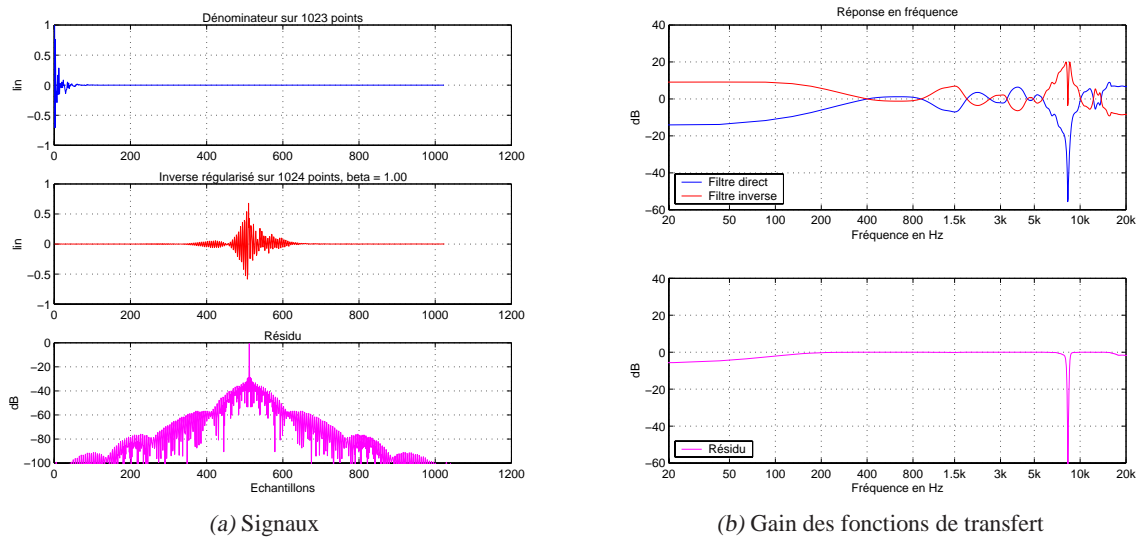 Dénominateur sur 1023 points
1
0.5
0
−0.5
−1
lin
0 200 400 600 800 1000 1200
Inverse régularisé sur 1024 points, beta = 1.00
1
0.5
0
−0.5
−1
lin
0 200 400 600 800 1000 1200
Résidu
0
−20
−40
−60
−80
−100
dB
0 200 400 600 800 1000 1200
Echantillons
(a) Signaux
Réponse en fréquence
40
20
0
−20
−40
−60
dB
Filtre direct
Filtre inverse
20 50 100 200 400 800 1.5k 3k 5k 10k 20k
Fréquence en Hz
40
20
0
−20
−40
−60
dB
Résidu
20 50 100 200 400 800 1.5k 3k 5k 10k 20k
Fréquence en Hz
(b) Gain des fonctions de transfert